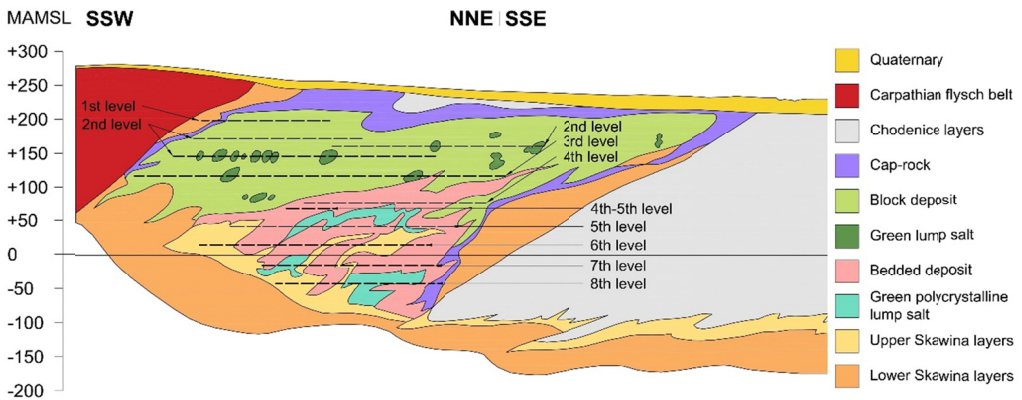 MAMSL SSW NNE SSE
+300
+250
+200
+150
+100
+50
0
-50
-100
-150
-200
1st level
2nd level
2nd level
3rd level
4th level
4th-5th level
5th level
6th level
7th level
8th level
Quaternary
Carpathian flysch belt
Chodenice layers
Cap-rock
Block deposit
Green lump salt
Bedded deposit
Green polycrystalline
lump salt
Upper Skawina layers
Lower Skawina layers